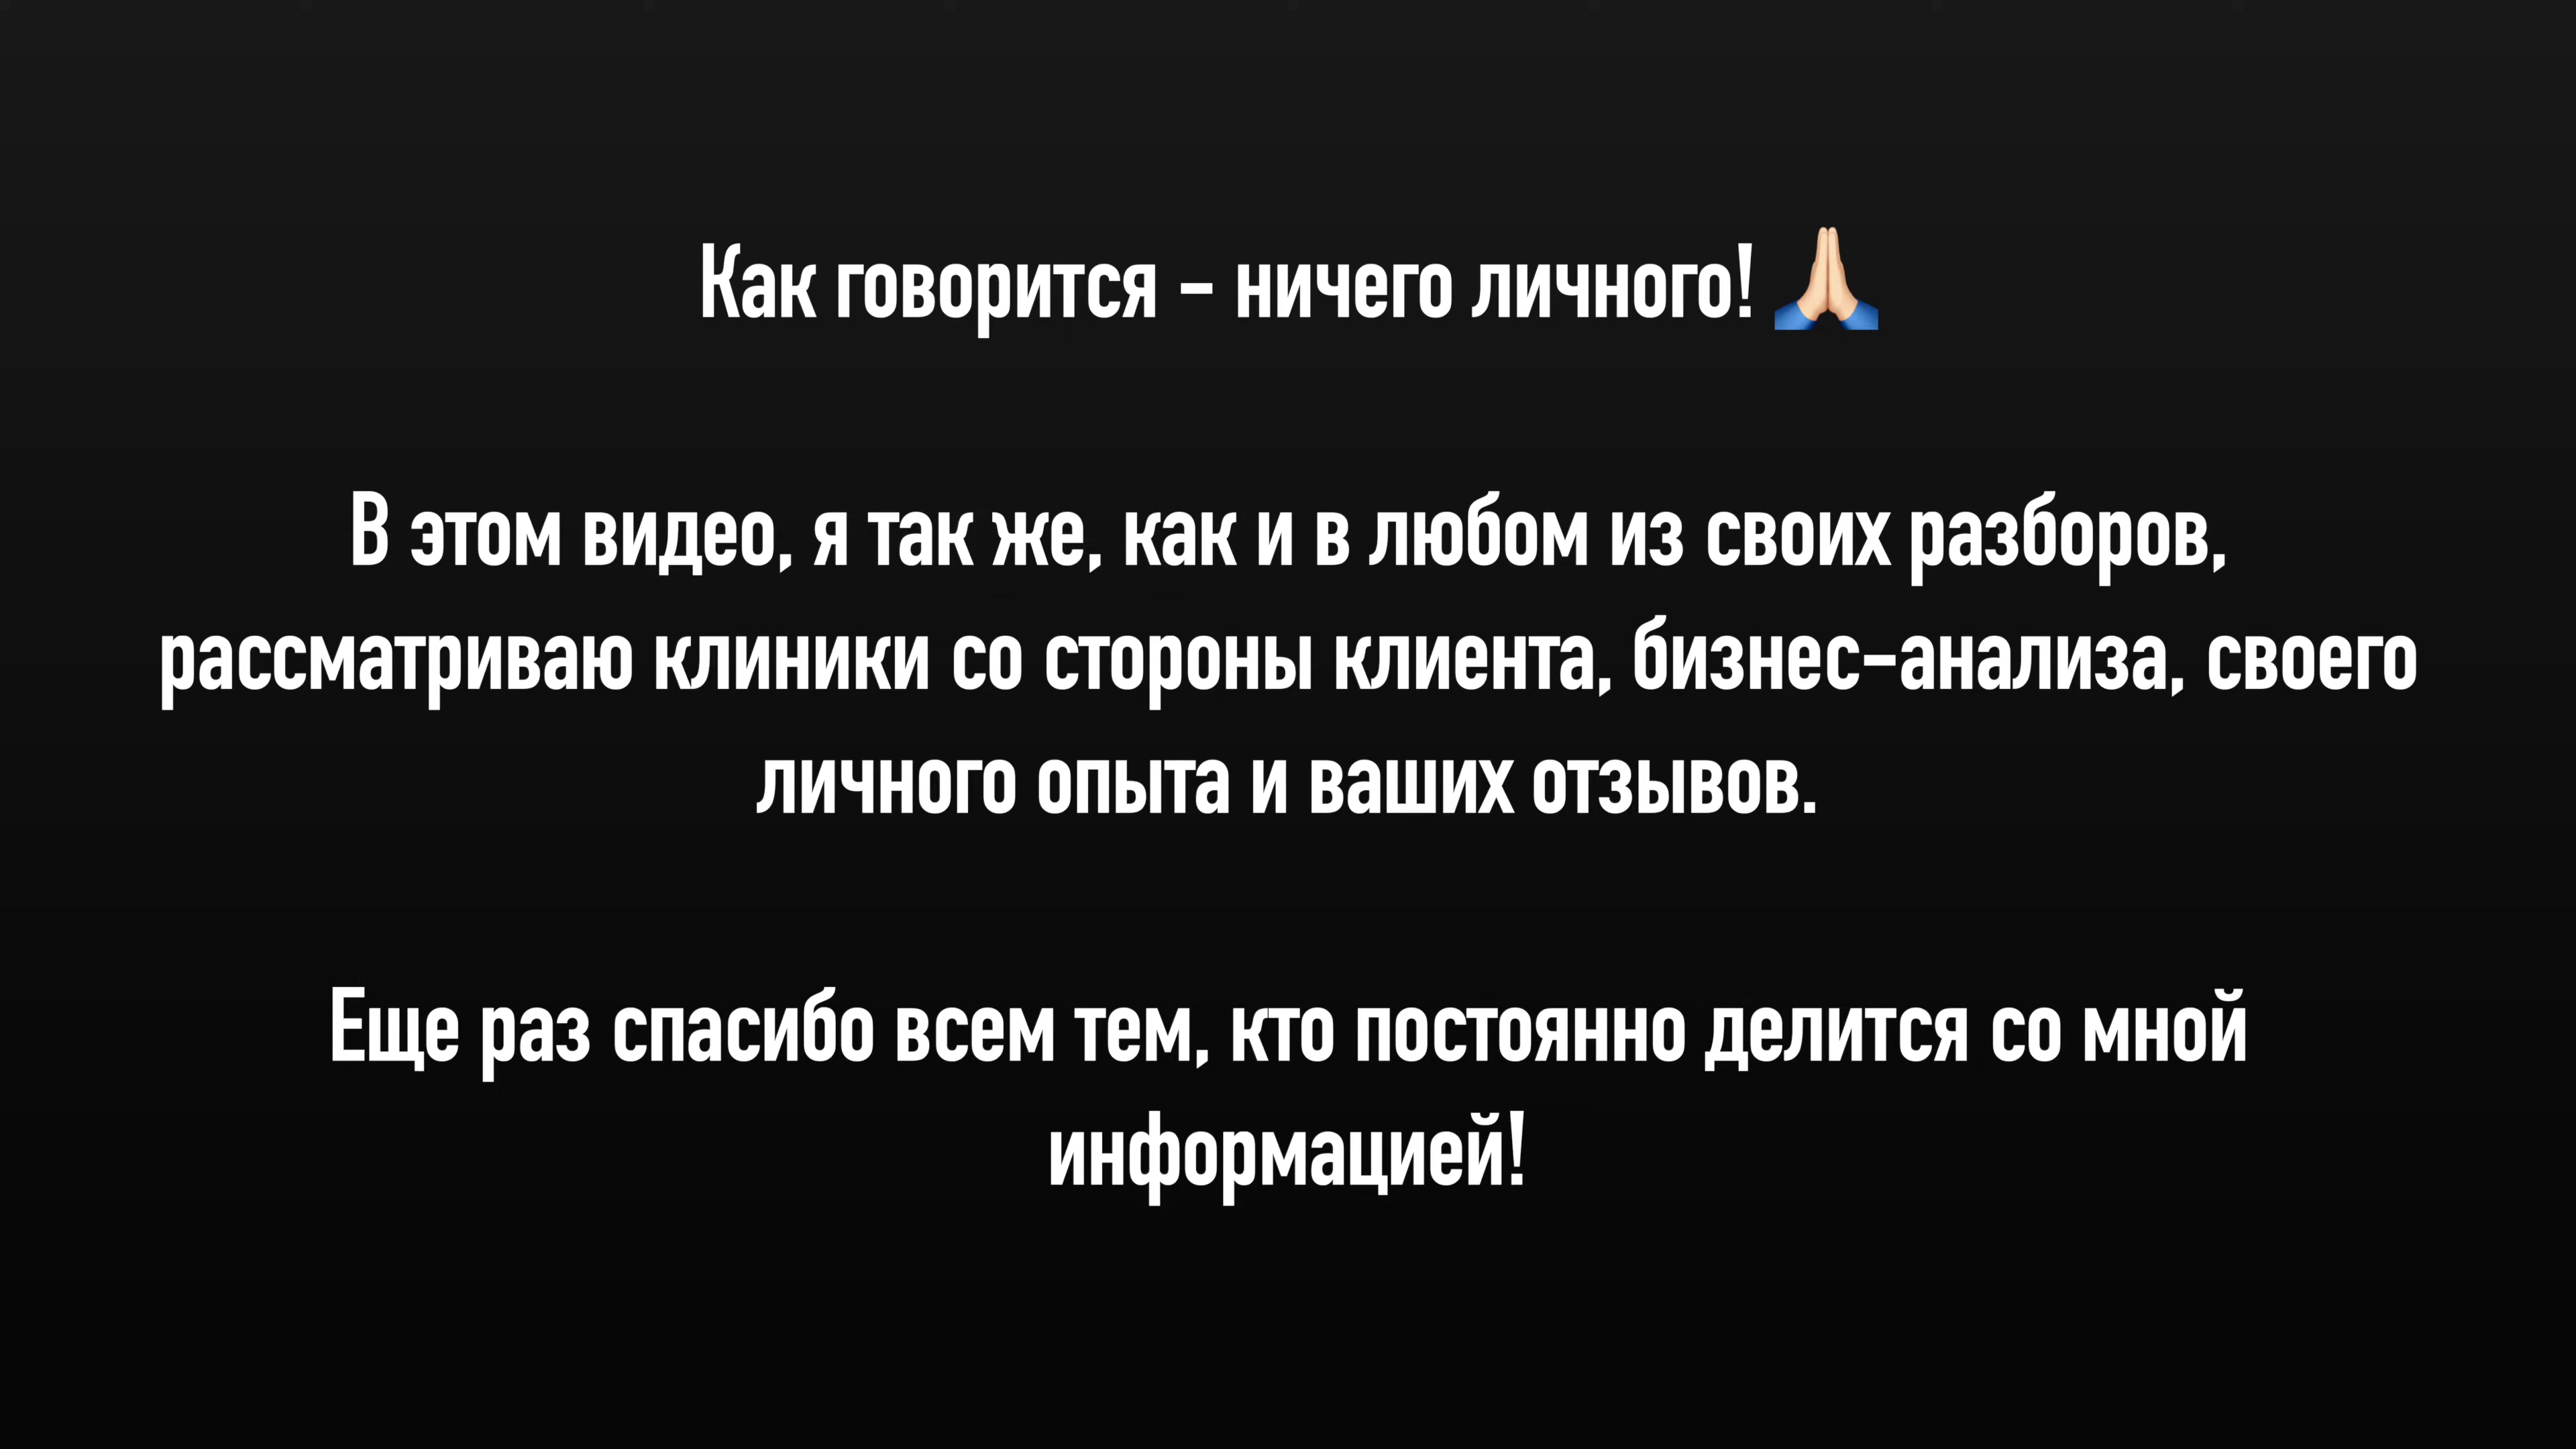 Как говорится - ничего личного! 🙏🏻
В этом видео, я так же, как и в любом из своих разборов,
рассматриваю клиники со стороны клиента, бизнес-анализа, своего
личного опыта и ваших отзывов.
Еще раз спасибо всем тем, кто постоянно делится со мной
информацией!